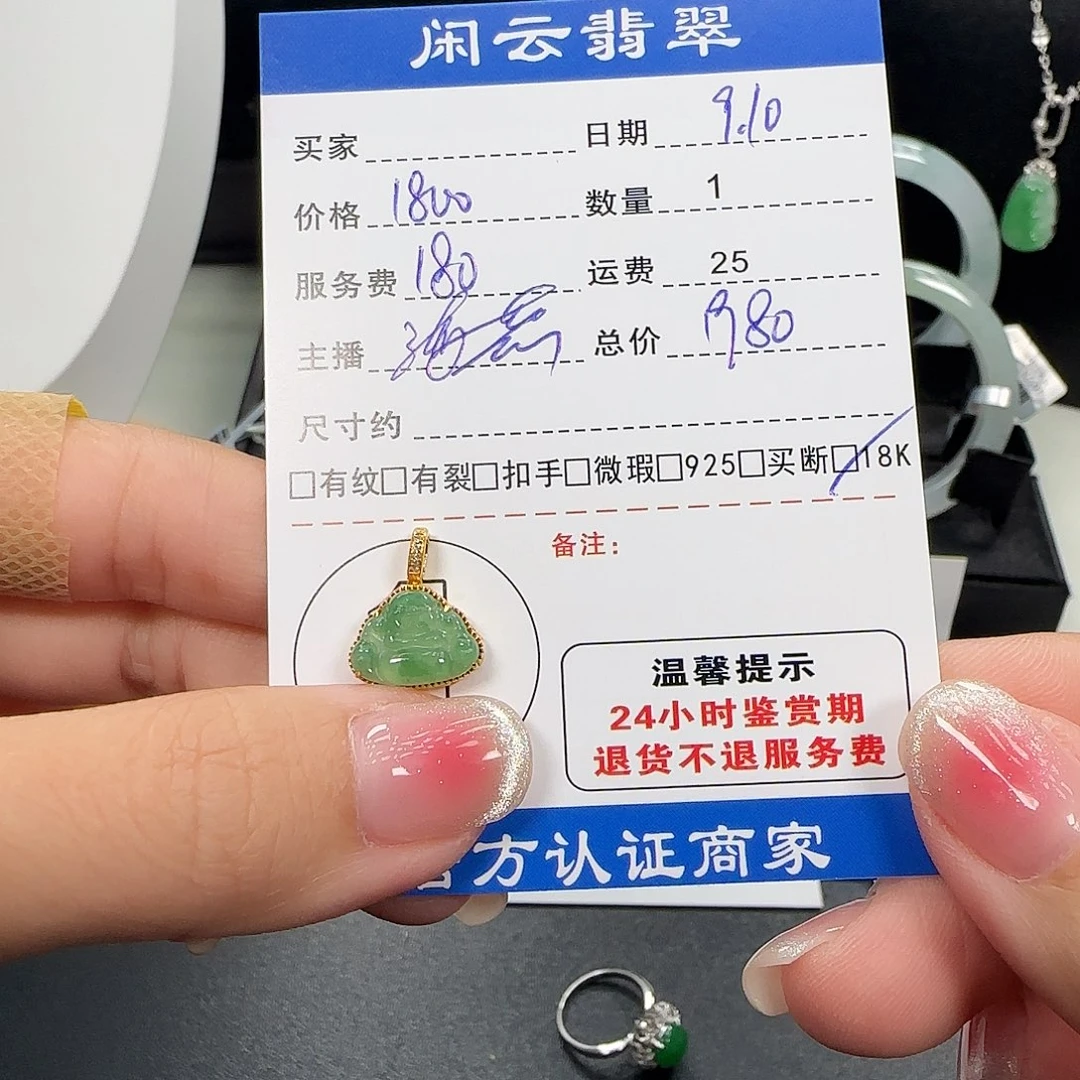 闲云翡翠
买家 日期 9.10
价格 1800 数量 1
服务费 180 运费 25
主播 总价 1980
尺寸约
□有纹□有裂□扣手□微瑕□925□买断□18K
备注：
温馨提示
24小时鉴赏期
退货不退服务费
官方认证商家